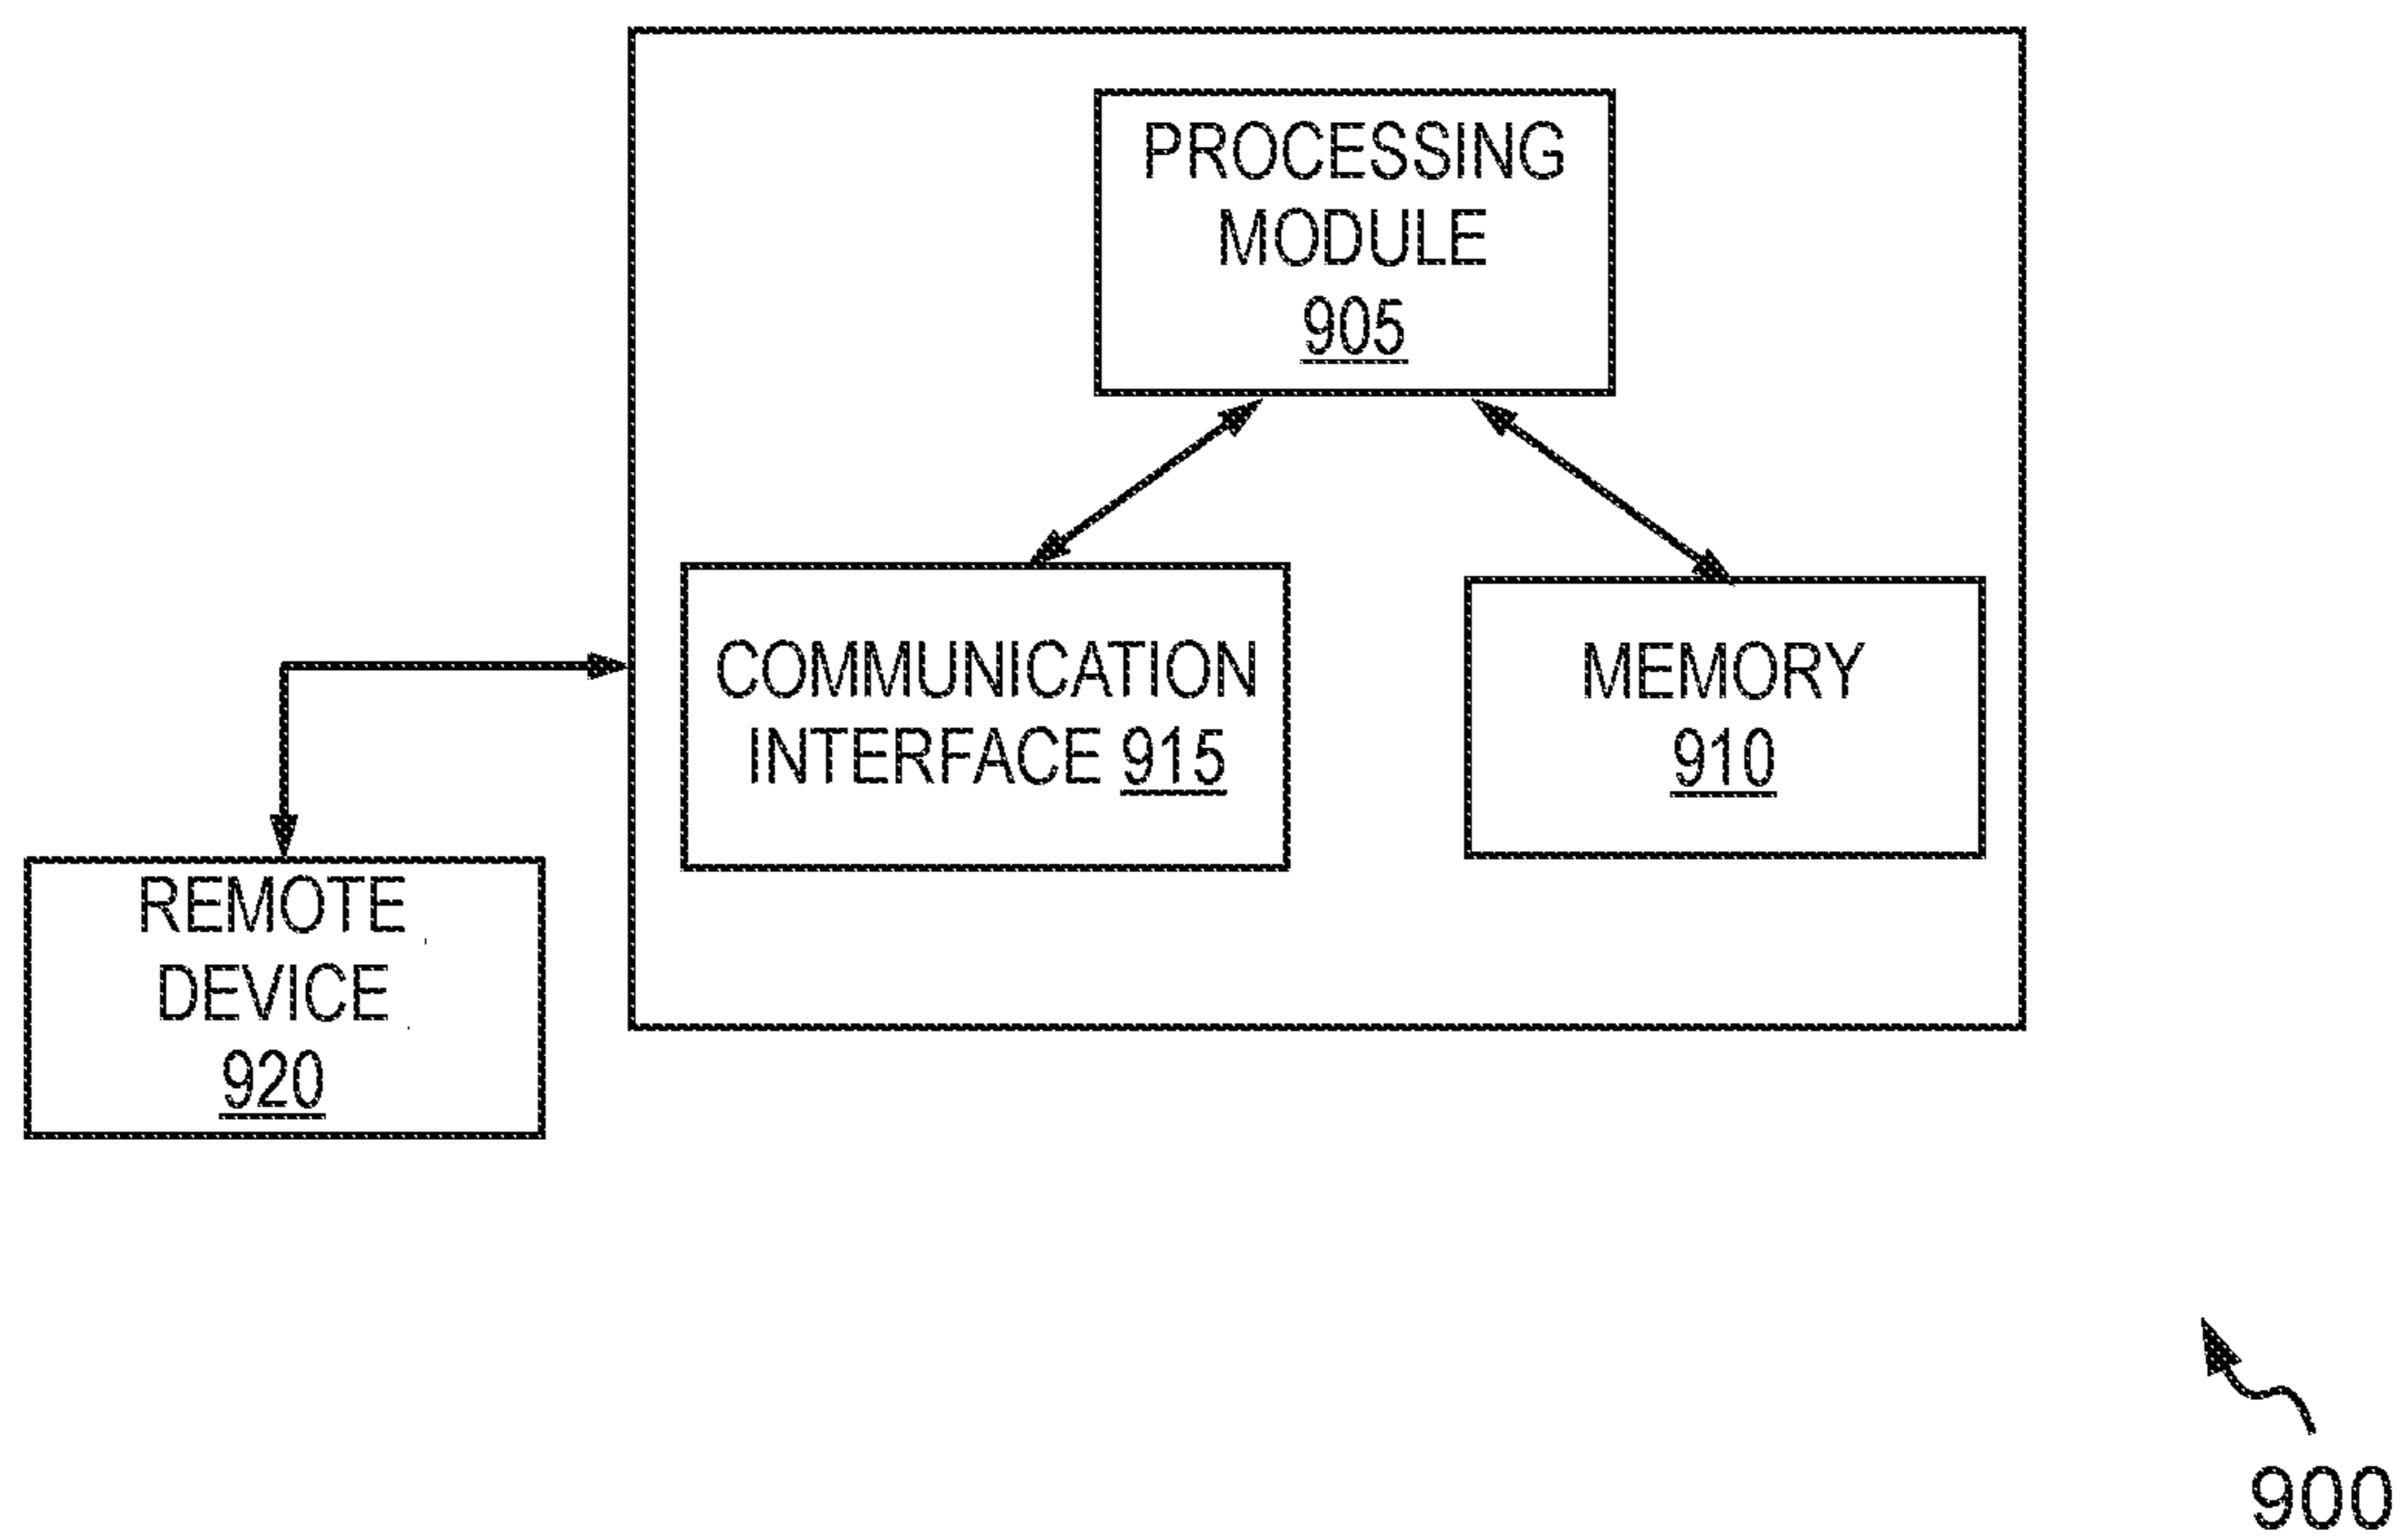 PROCESSING
MODULE
905
COMMUNICATION
INTERFACE 915
MEMORY
910
REMOTE
DEVICE
920
900